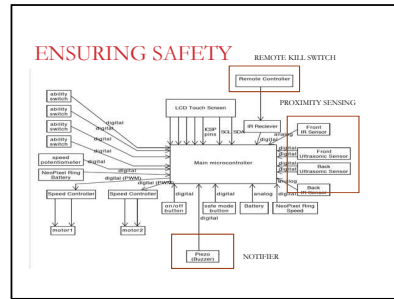 ENSURING SAFETY
REMOTE KILL SWITCH
Remote Controller
PROXIMITY SENSING
ability
switch
LCD Touch Screen
ability
switch
digital
digital
ICSP
pins
SCL SDA
IR Reciever
analog
digital
Front
IR Sensor
ability
switch
digital
ability
switch
digital
digital
Front
Ultrasonic Sensor
speed
potentiometer
digital
Main microcontroller
digital
digital
Back
Ultrasonic Sensor
NeoPixel Ring
Battery
digital
digital
analog
Back
IR Sensor
digital (PWM)
digital (PWM)
Speed Controller
Speed Controller
digital
digital
analog
digital
on/off
button
safe mode
button
Battery
NeoPixel Ring
Speed
digital
motor1
motor2
Piezo
(Buzzer)
NOTIFIER